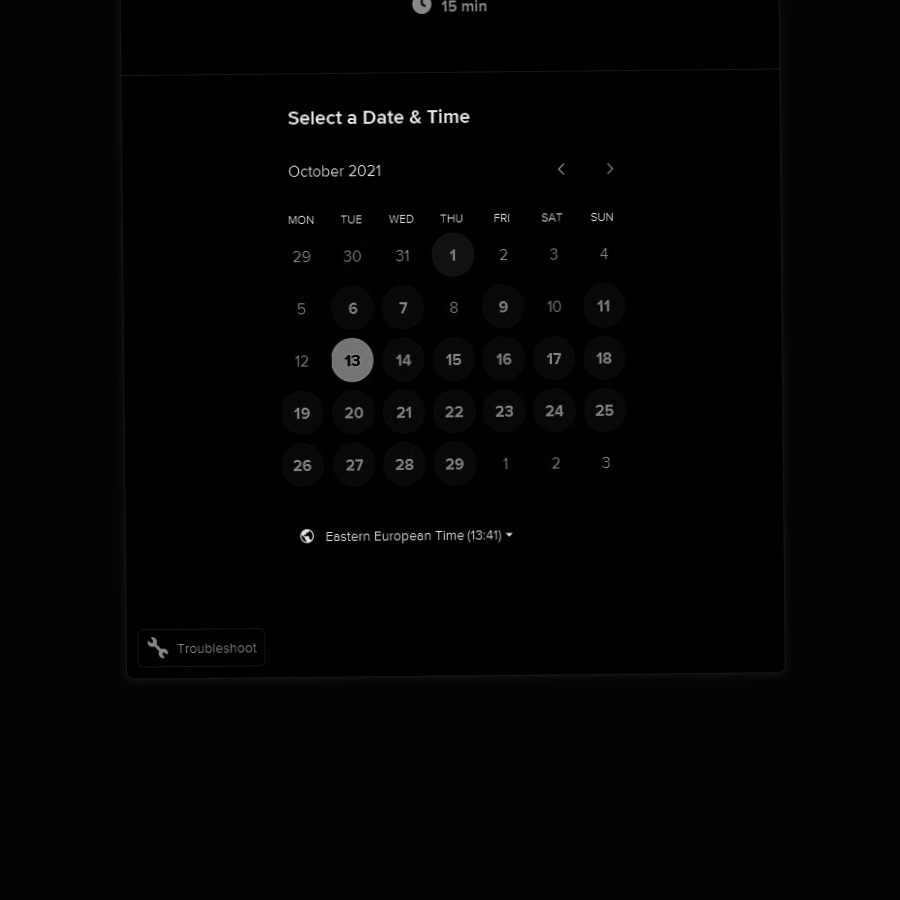 15 min
Select a Date & Time
October 2021
MON TUE WED THU FRI SAT SUN
29 30 31 1 2 3 4
5 6 7 8 9 10 11
12 13 14 15 16 17 18
19 20 21 22 23 24 25
26 27 28 29 1 2 3
Eastern European Time (13:41)
Troubleshoot